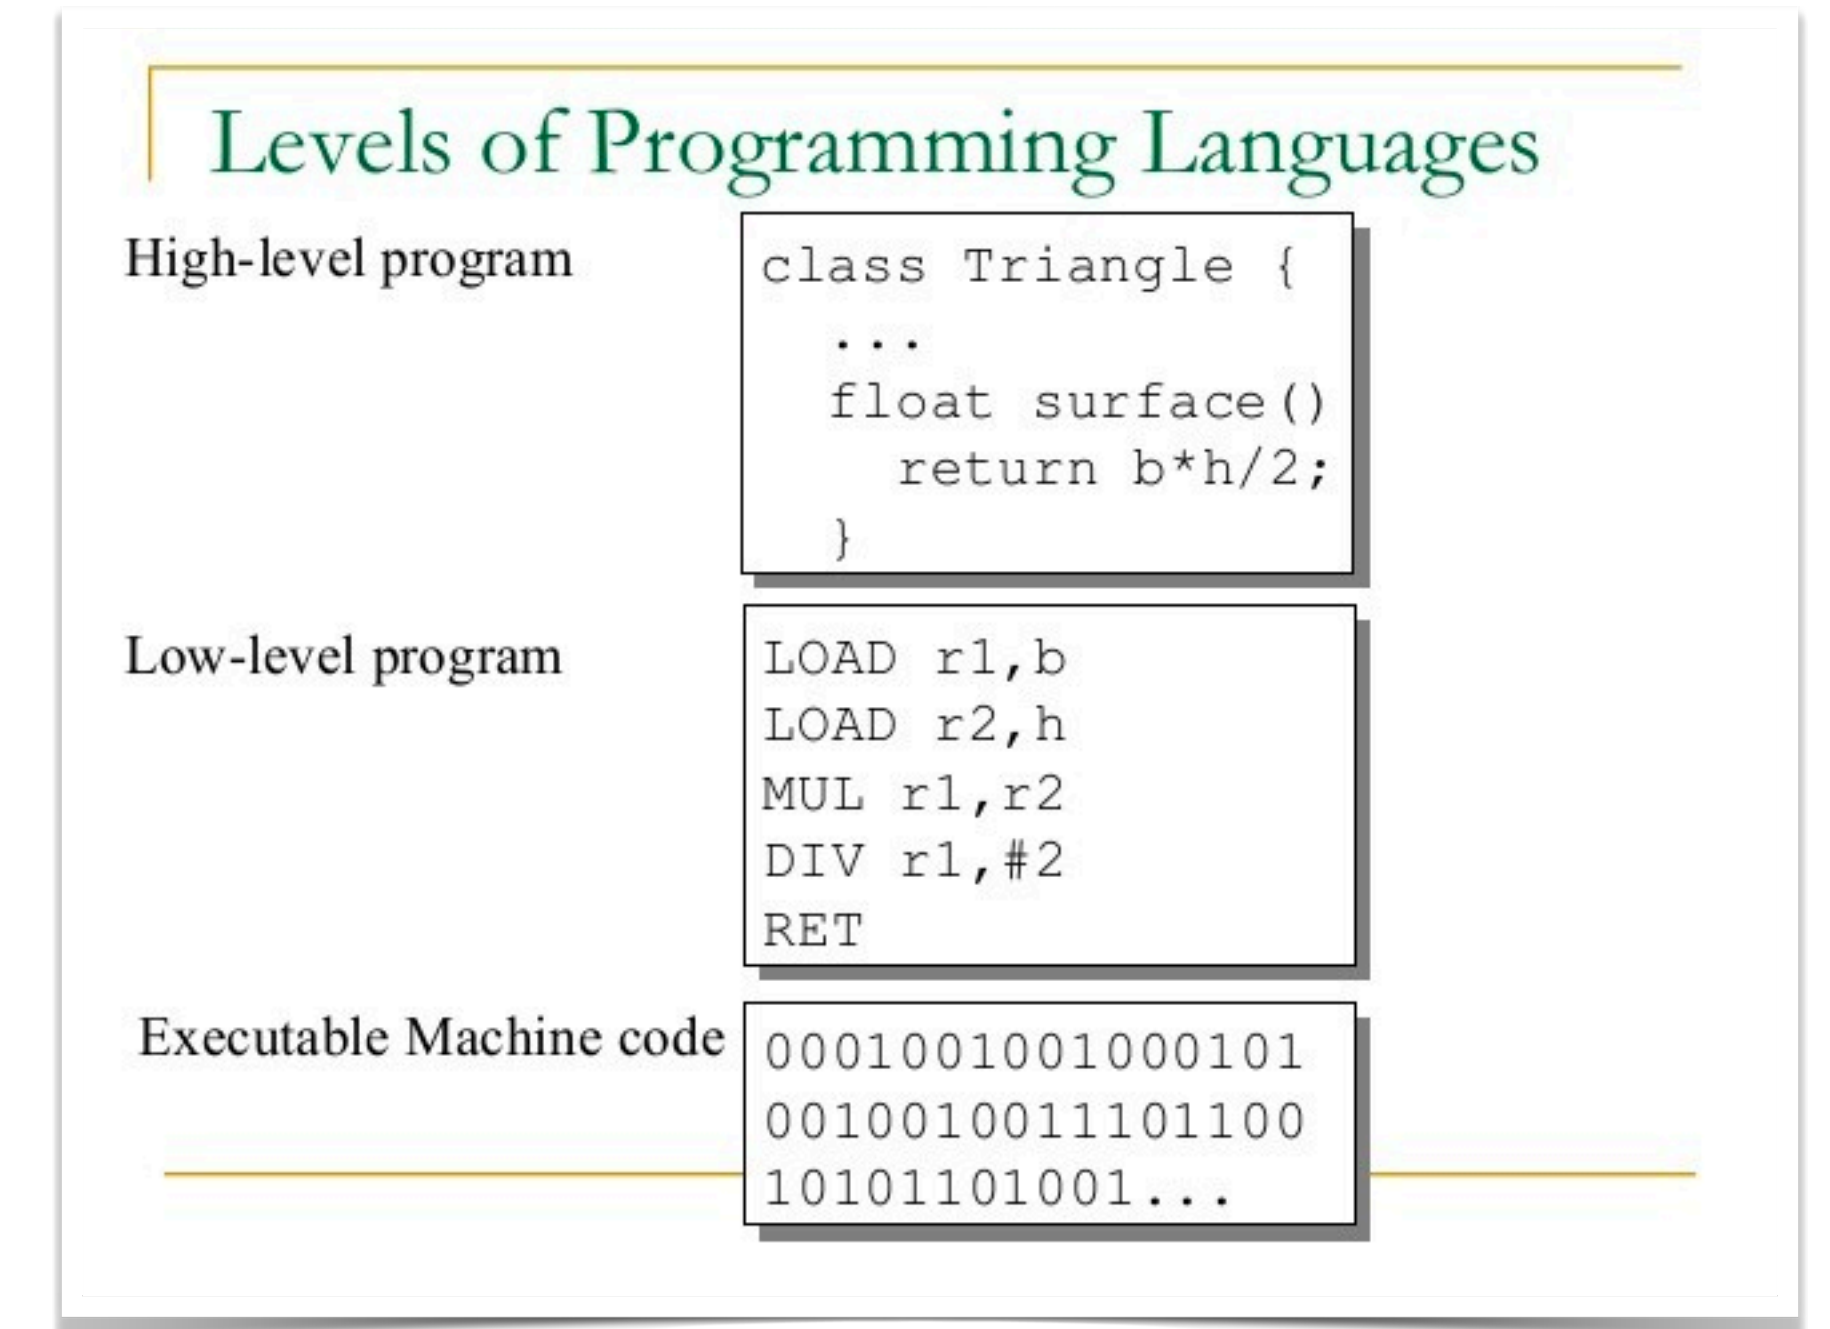 Levels of Programming Languages
High-level program
class Triangle {
...
float surface()
return b*h/2;
}
Low-level program
LOAD r1,b
LOAD r2,h
MUL r1,r2
DIV r1,#2
RET
Executable Machine code
0001001001000101
0010010011101100
10101101001...